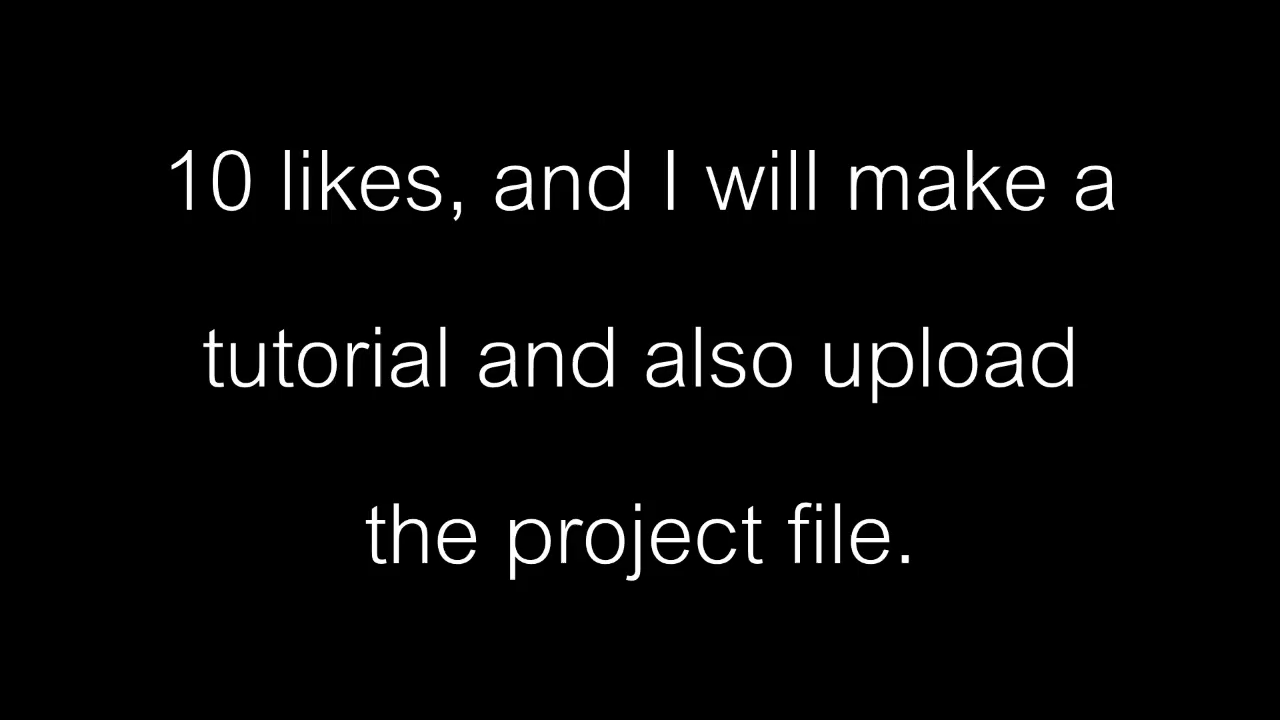 10 likes, and I will make a
tutorial and also upload
the project file.